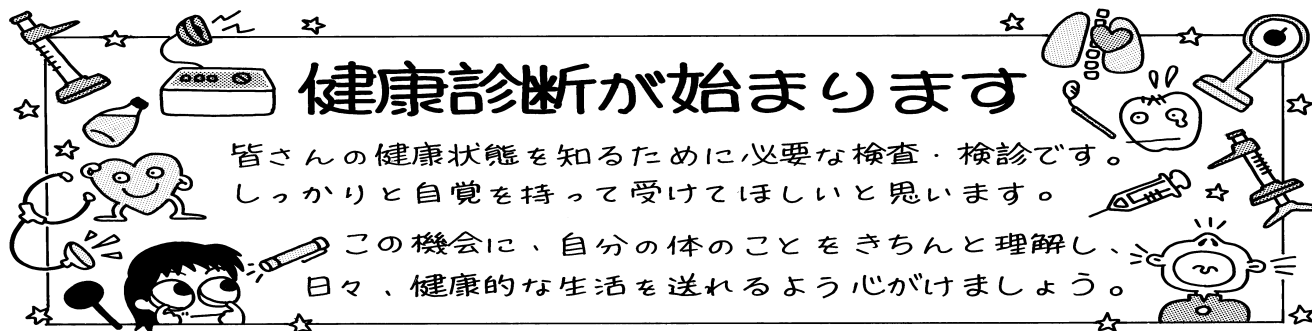 健康診断が始まります
皆さんの健康状態を知るために必要な検査・検診です。
しっかりと自覚を持って受けてほしいと思います。
この機会に、自分の体のことをきちんと理解し、
日々、健康的な生活を送れるよう心がけましょう。